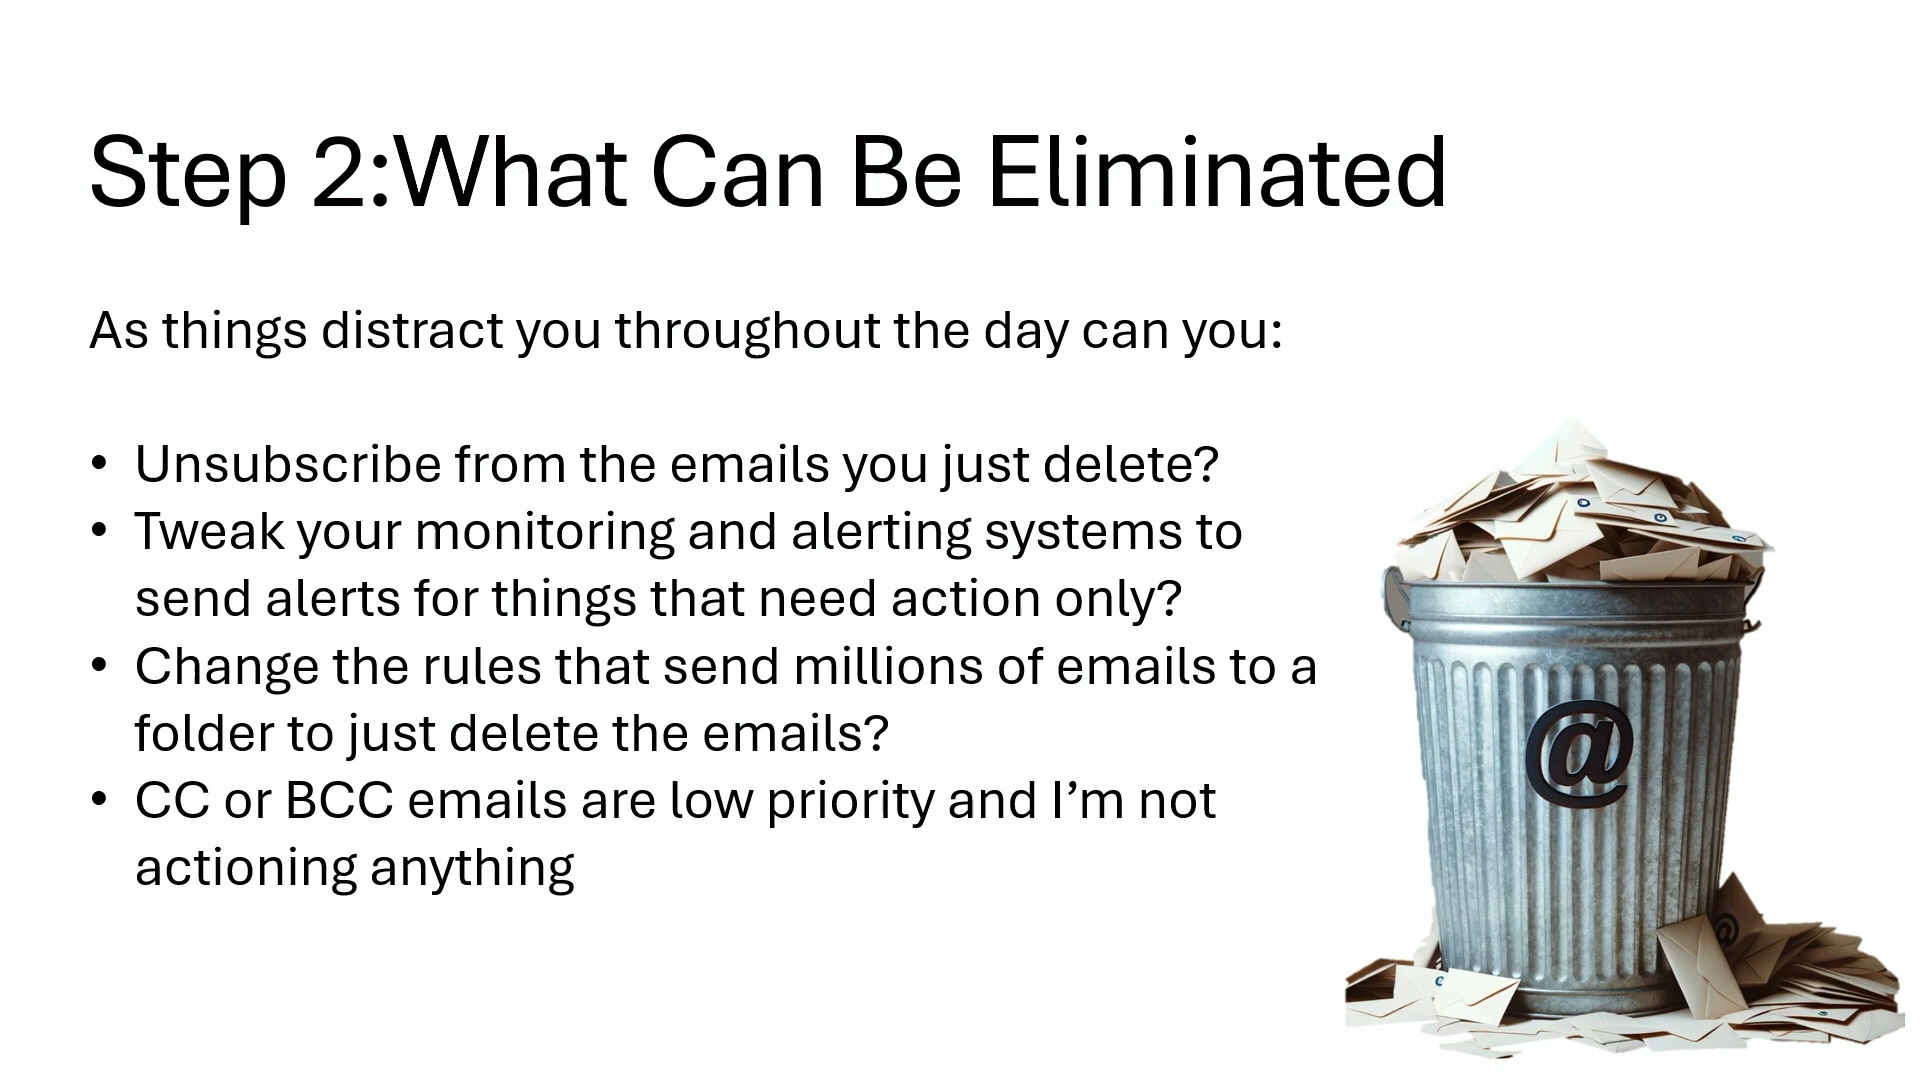 Step 2:What Can Be Eliminated
As things distract you throughout the day can you:
• Unsubscribe from the emails you just delete?
• Tweak your monitoring and alerting systems to
send alerts for things that need action only?
• Change the rules that send millions of emails to a
folder to just delete the emails?
• CC or BCC emails are low priority and I’m not
actioning anything
@
@